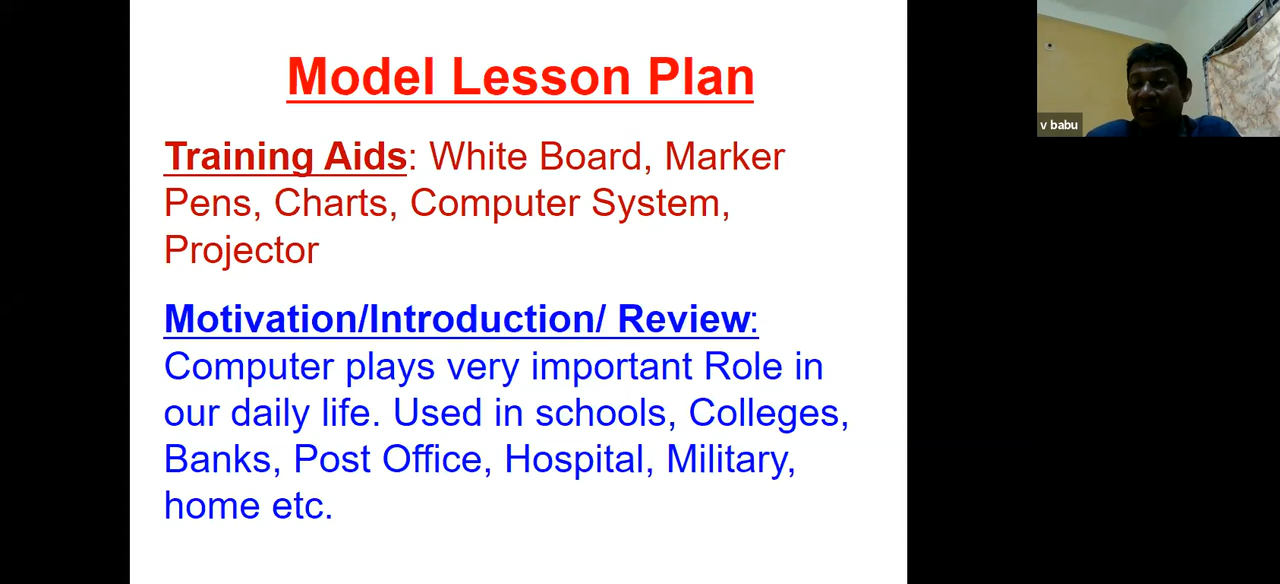 Model Lesson Plan
Training Aids: White Board, Marker
Pens, Charts, Computer System,
Projector
Motivation/Introduction/ Review:
Computer plays very important Role in
our daily life. Used in schools, Colleges,
Banks, Post Office, Hospital, Military,
home etc.
v babu